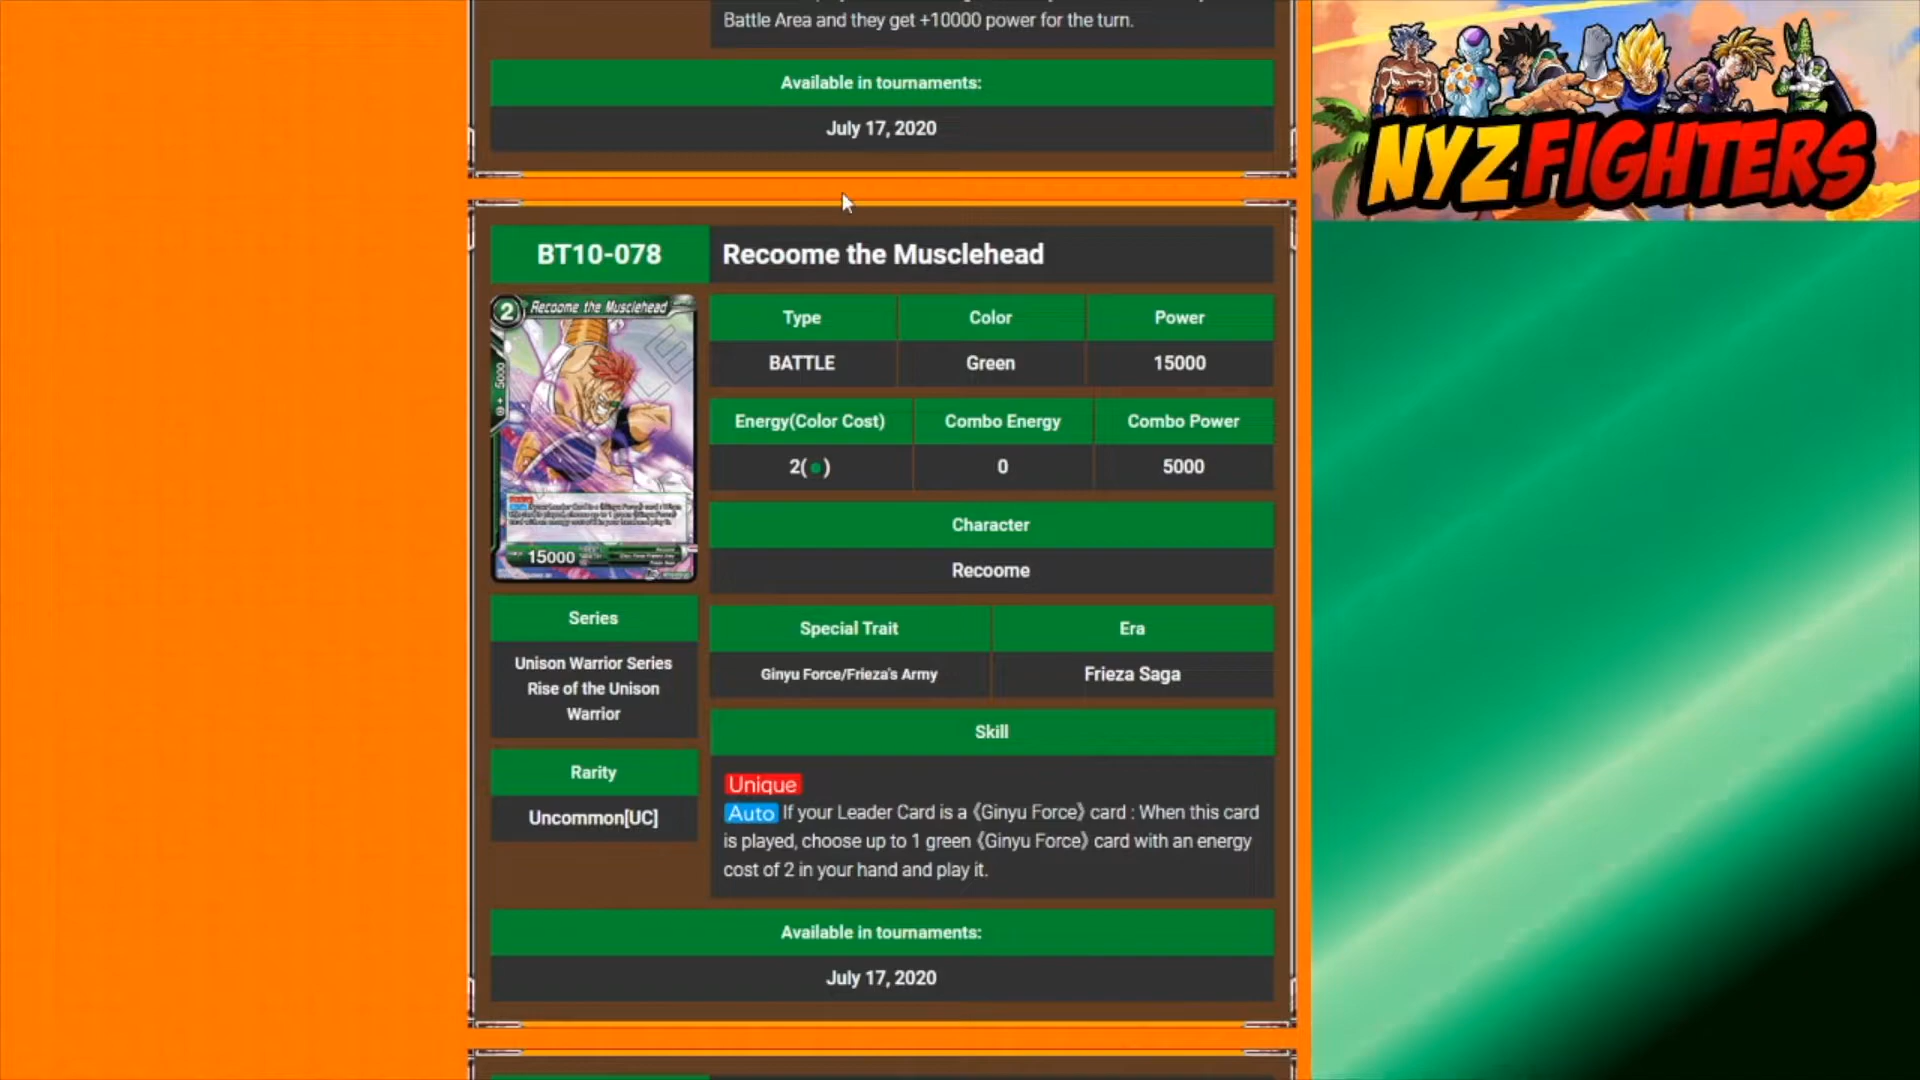 Battle Area and they get +10000 power for the turn.
Available in tournaments:
July 17, 2020
NYZ FIGHTERS
BT10-078
Recoome the Musclehead
2
Recoome the Musclehead
5000
15000
Type
Color
Power
BATTLE
Green
15000
Energy(Color Cost)
Combo Energy
Combo Power
2( )
0
5000
Character
Recoome
Special Trait
Era
Ginyu Force/Frieza's Army
Frieza Saga
Series
Unison Warrior Series
Rise of the Unison
Warrior
Rarity
Uncommon[UC]
Skill
Unique
Auto If your Leader Card is a 《Ginyu Force》 card : When this card
is played, choose up to 1 green 《Ginyu Force》 card with an energy
cost of 2 in your hand and play it.
Available in tournaments:
July 17, 2020